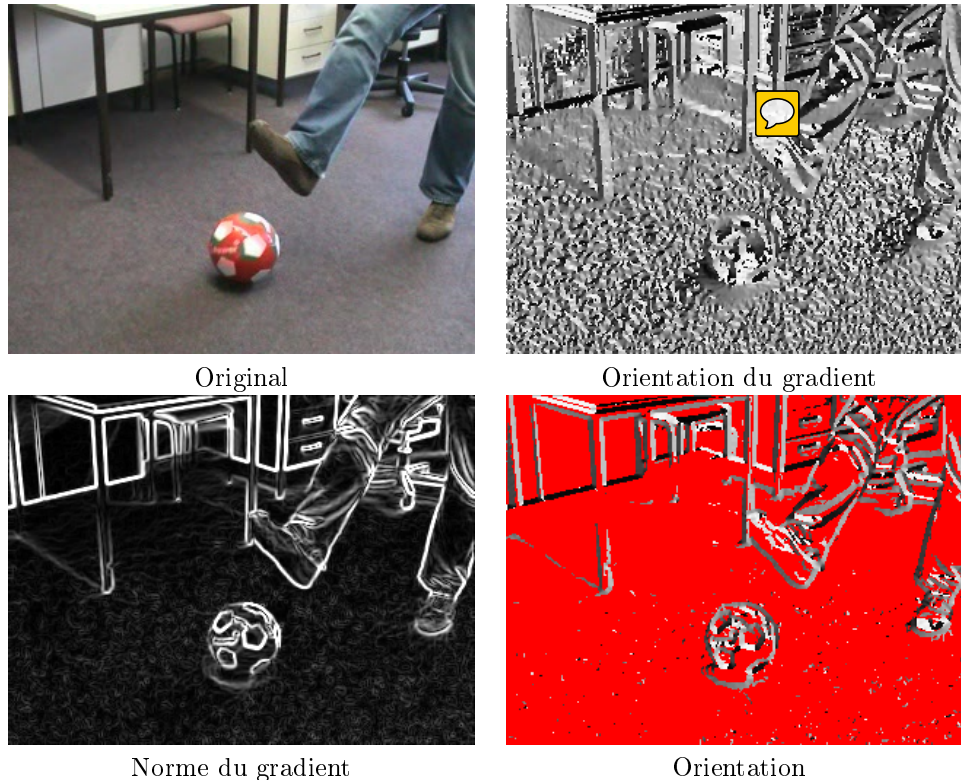 Original
Orientation du gradient
Norme du gradient
Orientation